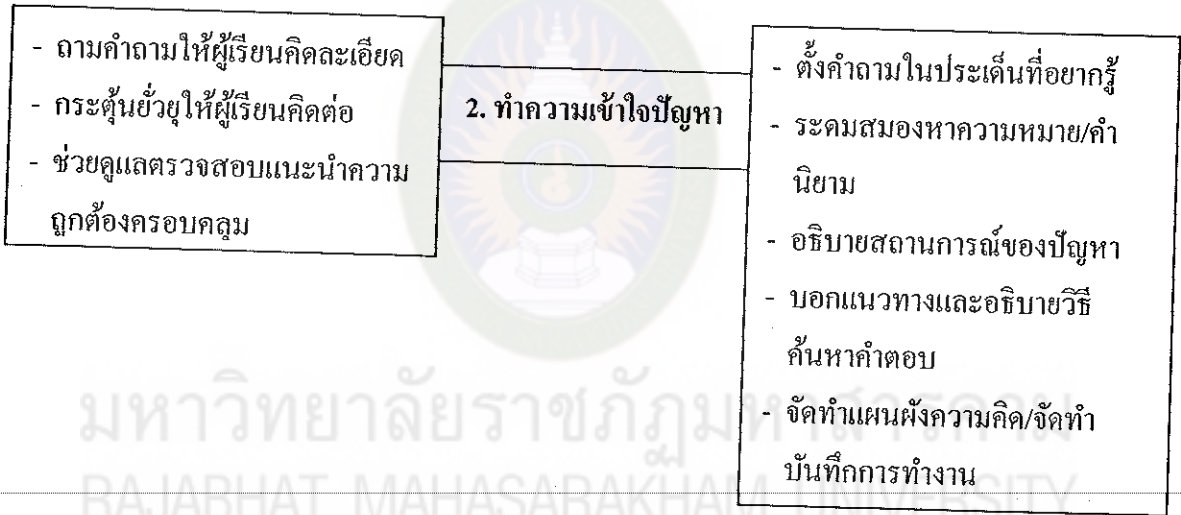 - ถามคำถามให้ผู้เรียนคิดละเอียด
- กระตุ้นยั่วยุให้ผู้เรียนคิดต่อ
- ช่วยดูแลตรวจสอบแนะนำความ
ถูกต้องครอบคลุม
2. ทำความเข้าใจปัญหา
- ตั้งคำถามในประเด็นที่อยากรู้
- ระดมสมองหาความหมาย/คำ
นิยาม
- อธิบายสถานการณ์ของปัญหา
- บอกแนวทางและอธิบายวิธี
ค้นหาคำตอบ
- จัดทำแผนผังความคิด/จัดทำ
บันทึกการทำงาน
มหาวิทยาลัยราชภัฏมหาสารคาม
RAJABHAT MAHASARAKHAM UNIVERSITY